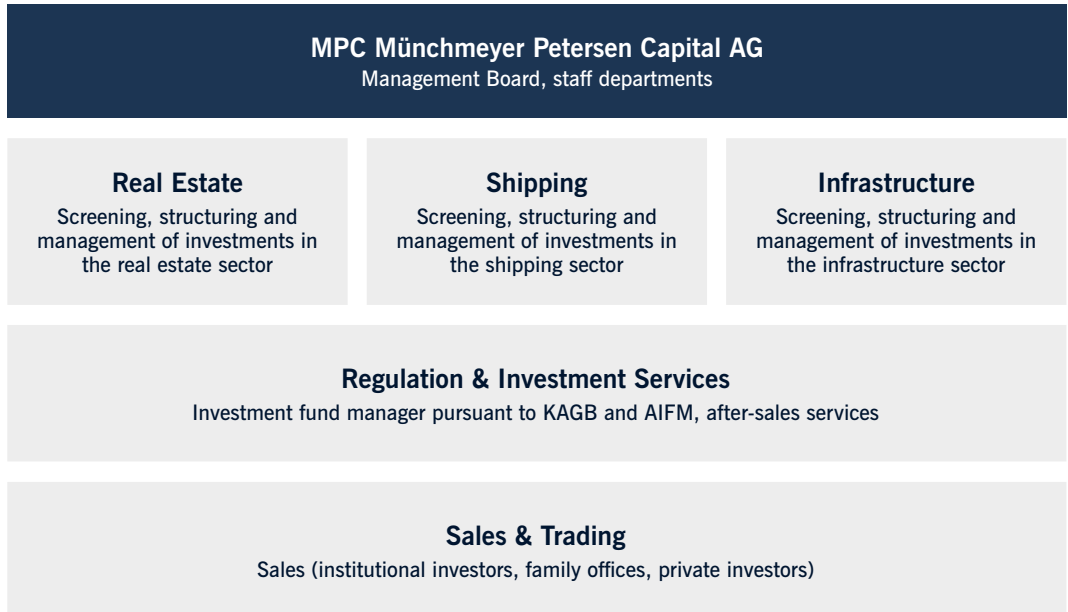 MPC Münchmeyer Petersen Capital AG
Management Board, staff departments
Real Estate
Screening, structuring and
management of investments in
the real estate sector
Shipping
Screening, structuring and
management of investments in
the shipping sector
Infrastructure
Screening, structuring and
management of investments in
the infrastructure sector
Regulation & Investment Services
Investment fund manager pursuant to KAGB and AIFM, after-sales services
Sales & Trading
Sales (institutional investors, family offices, private investors)